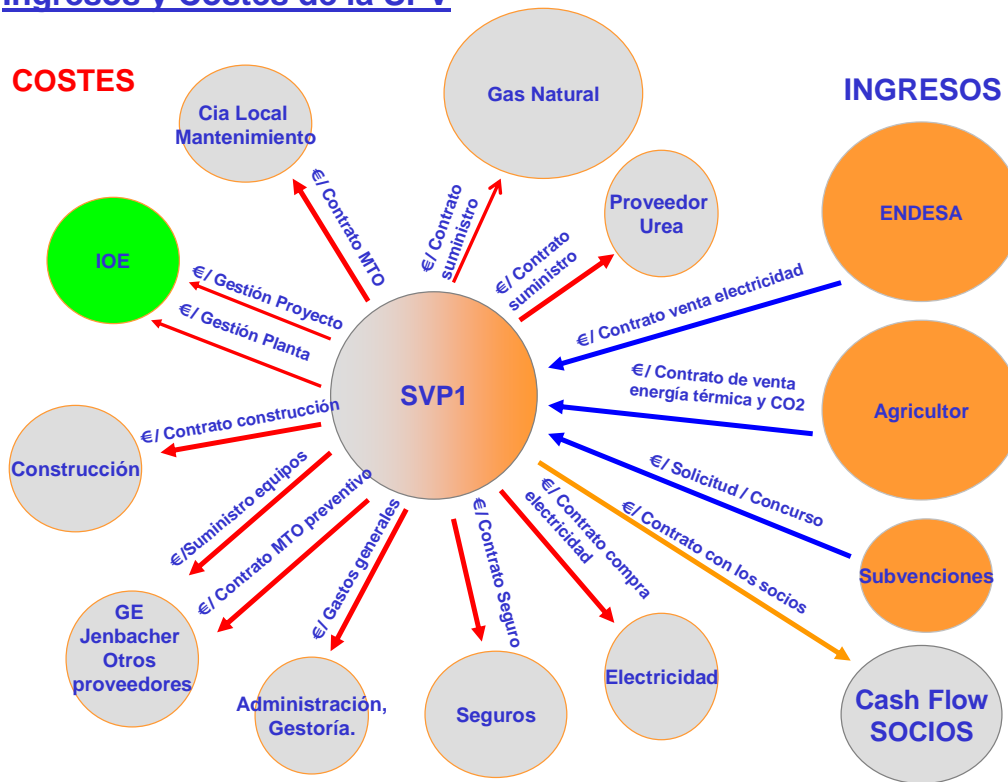 Ingresos y Costes de la SPV
COSTES
INGRESOS
Cia Local
Mantenimiento
Gas Natural
Proveedor
Urea
ENDESA
IOE
€/ Contrato MTO
€/ Contrato
suministro
€/ Contrato
suministro
€/ Gestión Proyecto
€/ Gestión Planta
€/ Contrato venta electricidad
SVP1
€/ Contrato de venta
energía térmica y CO2
Agricultor
€/ Contrato construcción
Construcción
€/ Solicitud / Concurso
€/Suministro equipos
€/ Contrato MTO preventivo
€/ Gastos generales
€/ Contrato Seguro
€/ Contrato compra
electricidad
€/ Contrato con los socios
Subvenciones
GE
Jenbacher
Otros
proveedores
Administración,
Gestoría.
Seguros
Electricidad
Cash Flow
SOCIOS